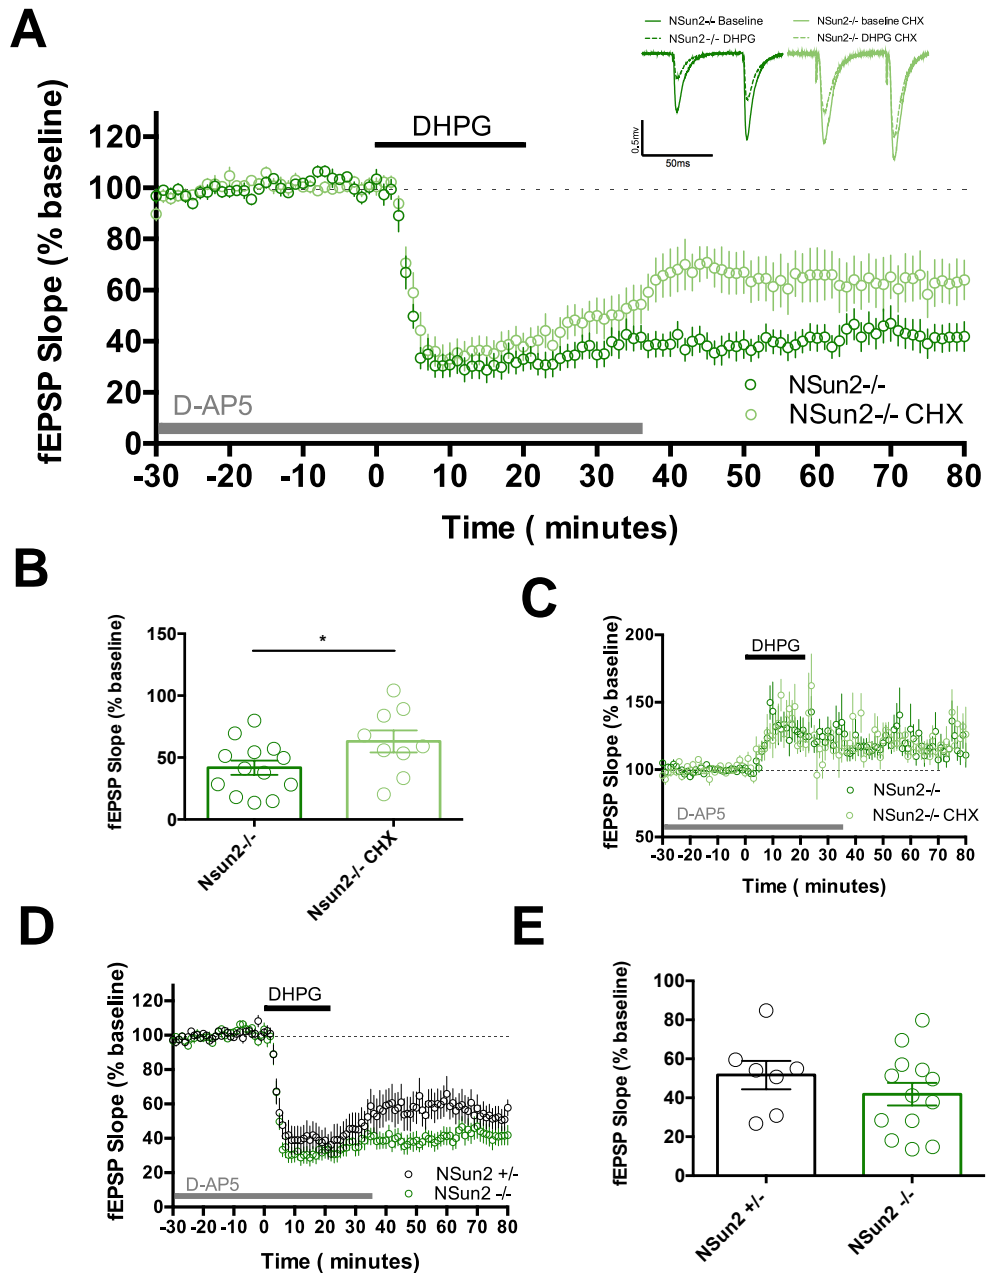 A
NSun2-/- Baseline
NSun2-/- DHPG
NSun2-/- baseline CHX
NSun2-/- DHPG CHX
0.5mv
50ms
DHPG
fEPSP Slope (% baseline)
120
100
80
60
40
20
0
D-AP5
NSun2-/-
NSun2-/- CHX
-30 -20 -10 0 10 20 30 40 50 60 70 80
Time ( minutes)
B
fEPSP Slope (% baseline)
150
100
50
0
*
Nsun2-/-
Nsun2-/- CHX
C
fEPSP Slope (% baseline)
200
150
100
50
DHPG
NSun2-/-
NSun2-/- CHX
D-AP5
-30 -20 -10 0 10 20 30 40 50 60 70 80
Time ( minutes)
D
fEPSP Slope (% baseline)
120
100
80
60
40
20
0
DHPG
NSun2 +/-
NSun2 -/-
D-AP5
-30 -20 -10 0 10 20 30 40 50 60 70 80
Time ( minutes)
E
fEPSP Slope (% baseline)
100
80
60
40
20
0
NSun2 +/-
NSun2 -/-